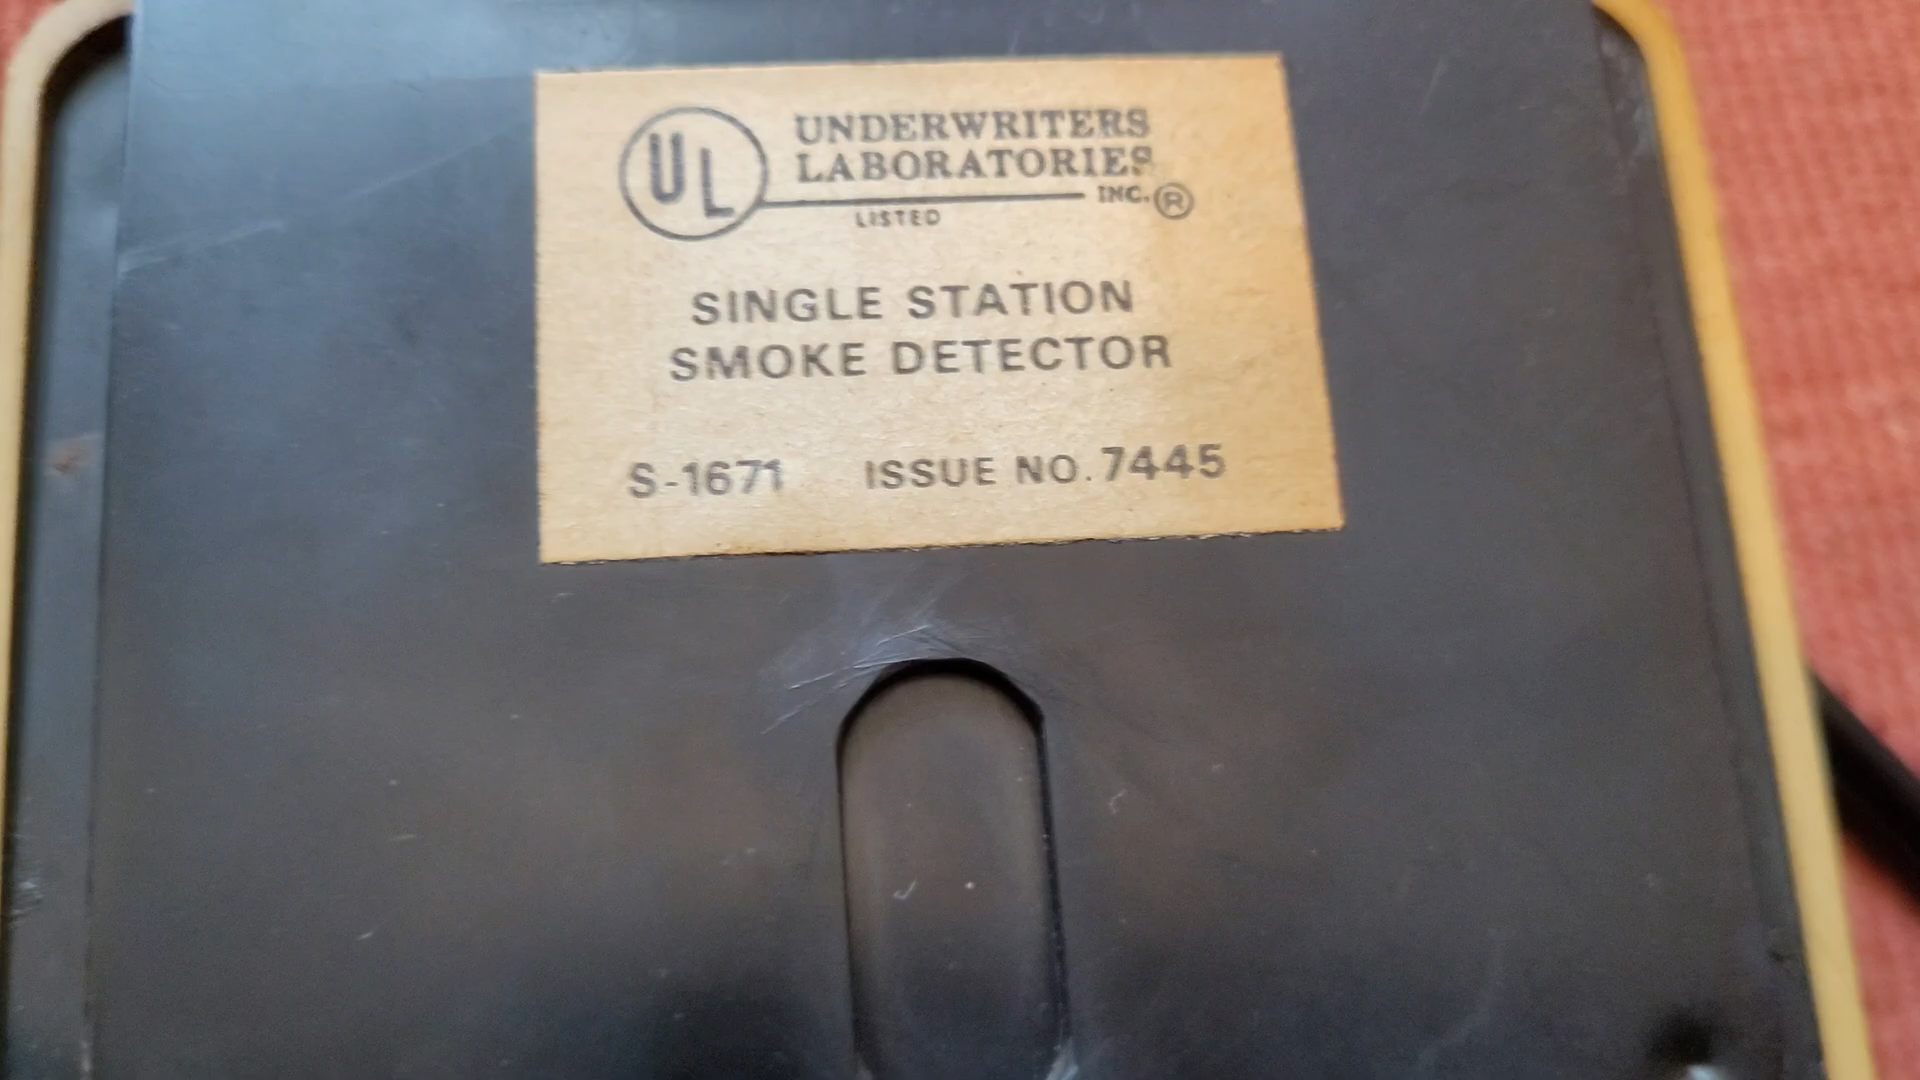 UL
UNDERWRITERS
LABORATORIES
INC.®
LISTED
SINGLE STATION
SMOKE DETECTOR
S-1671 ISSUE NO. 7445